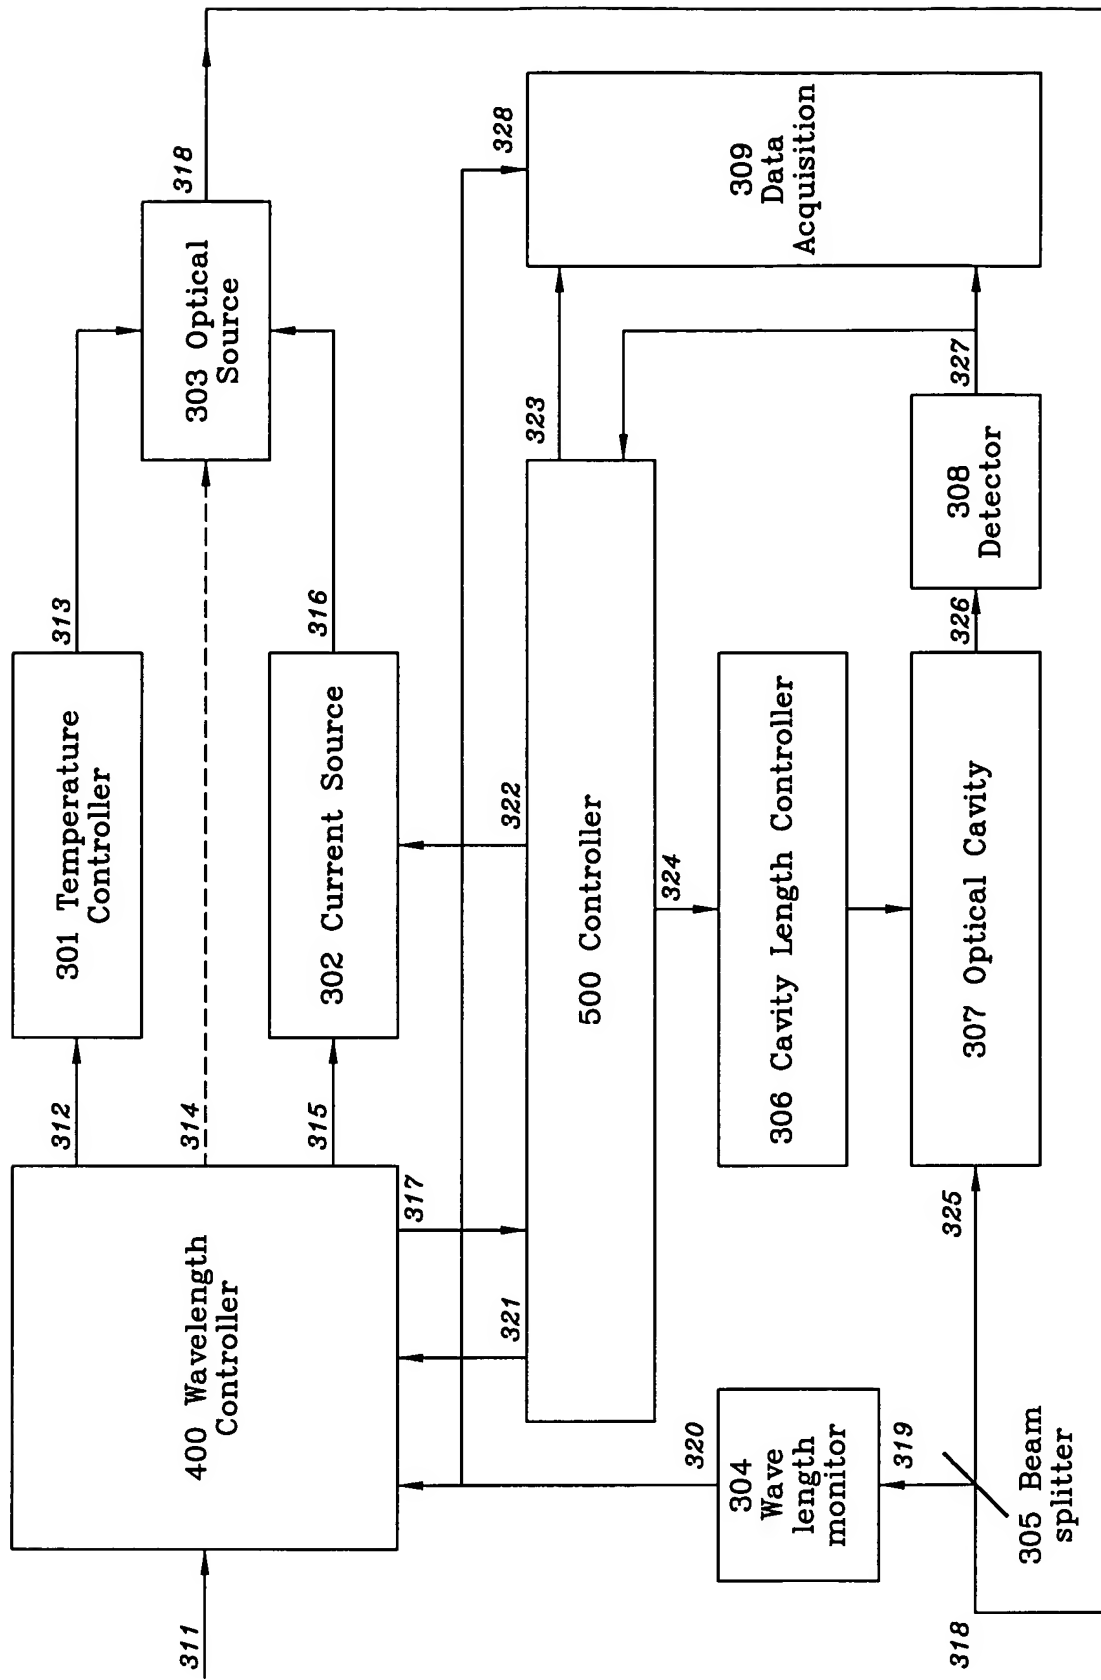 311
400 Wavelength
Controller
312
314
315
317
321
301 Temperature
Controller
313
302 Current Source
316
322
303 Optical
Source
318
328
323
500 Controller
324
309
Data
Acquisition
320
304
Wave
length
monitor
319
306 Cavity Length Controller
318
305 Beam
splitter
325
307 Optical Cavity
326
308
Detector
327